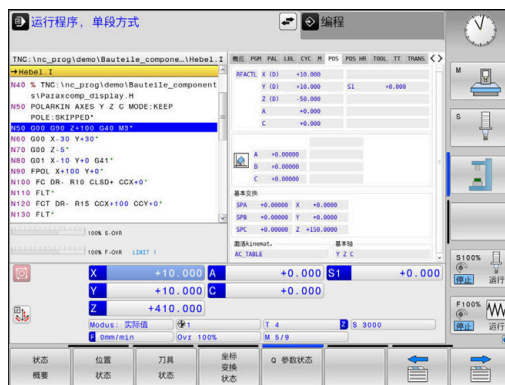 运行程序, 单段方式
编程
TNC:\nc_prog\demo\Bauteile_compone…\Hebel.I
→Hebel.I
N40 % TNC:\nc_prog\demo\Bauteile_component
s\Paraxcomp_display.H
N50 POLARKIN AXES Y Z C MODE:KEEP
POLE:SKIPPED*
N50 G00 G90 Z+100 G40 M3*
N60 G00 X-30 Y+30*
N70 G00 Z-5*
N80 G01 X-10 Y+0 G41*
N90 FPOL X+100 Y+0*
N100 FC DR- R10 CLSD+ CCX+0*
N110 FLT*
N120 FCT DR- R15 CCX+100 CCY+0*
N130 FLT*
100% S-OVR
100% F-OVR LIMIT 1
概览 PGM PAL LBL CYC M POS POS HR TOOL TT TRANS
RFACTL X (D) +10.000
Y (D) +10.000 S1 +0.000
Z (D) -50.000
A +0.000
C +0.000
A +0.00000
B +0.00000
C +0.00000
基本变换
SPA +0.00000 X +0.0000
SPB +0.00000 Y +0.0000
SPC +0.00000 Z +150.0000
激活kinemat. 基本轴
AC_TABLE Y Z C
X +10.000 A +0.000 S1 +0.000
Y +10.000 C +0.000
Z +410.000
Modus: 实际值 1 T 4 Z S 3000
F 0mm/min Ovr 100% M 5/9
M
S
S100%
停止 运行
F100%
停止 运行
状态
概要
位置
状态
刀具
状态
坐标
变换
状态
Q 参数状态